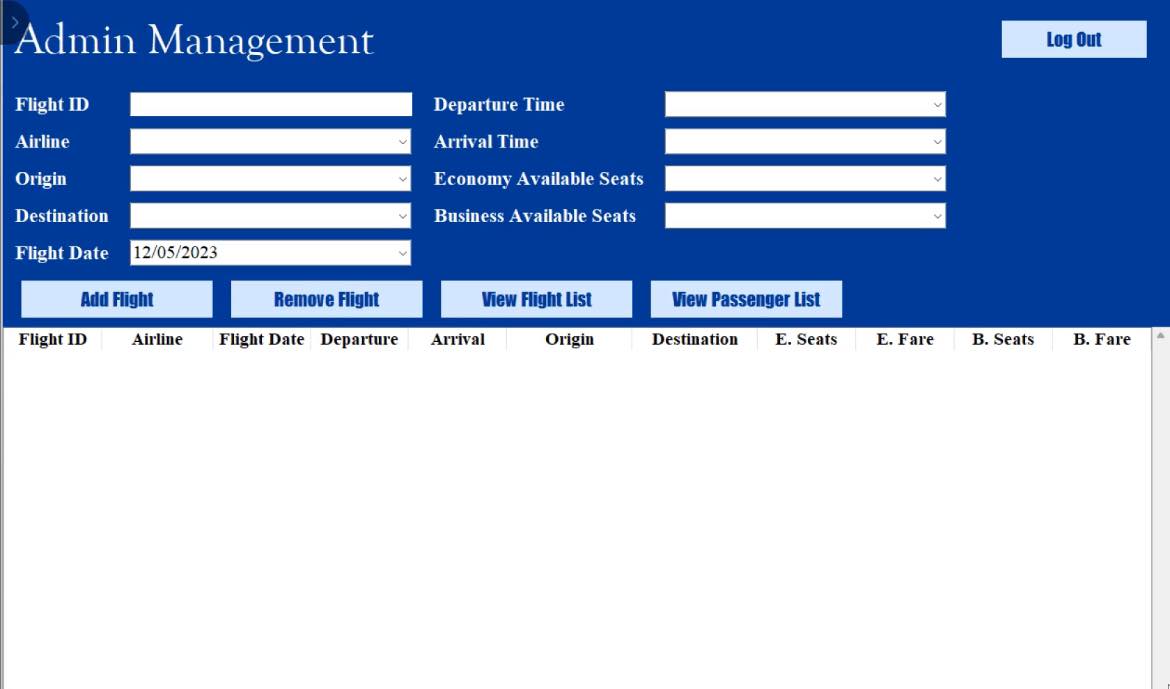 Admin Management
Log Out
Flight ID
Departure Time
Airline
Arrival Time
Origin
Economy Available Seats
Destination
Business Available Seats
Flight Date 12/05/2023
Add Flight Remove Flight View Flight List View Passenger List
Flight ID Airline Flight Date Departure Arrival Origin Destination E. Seats E. Fare B. Seats B. Fare